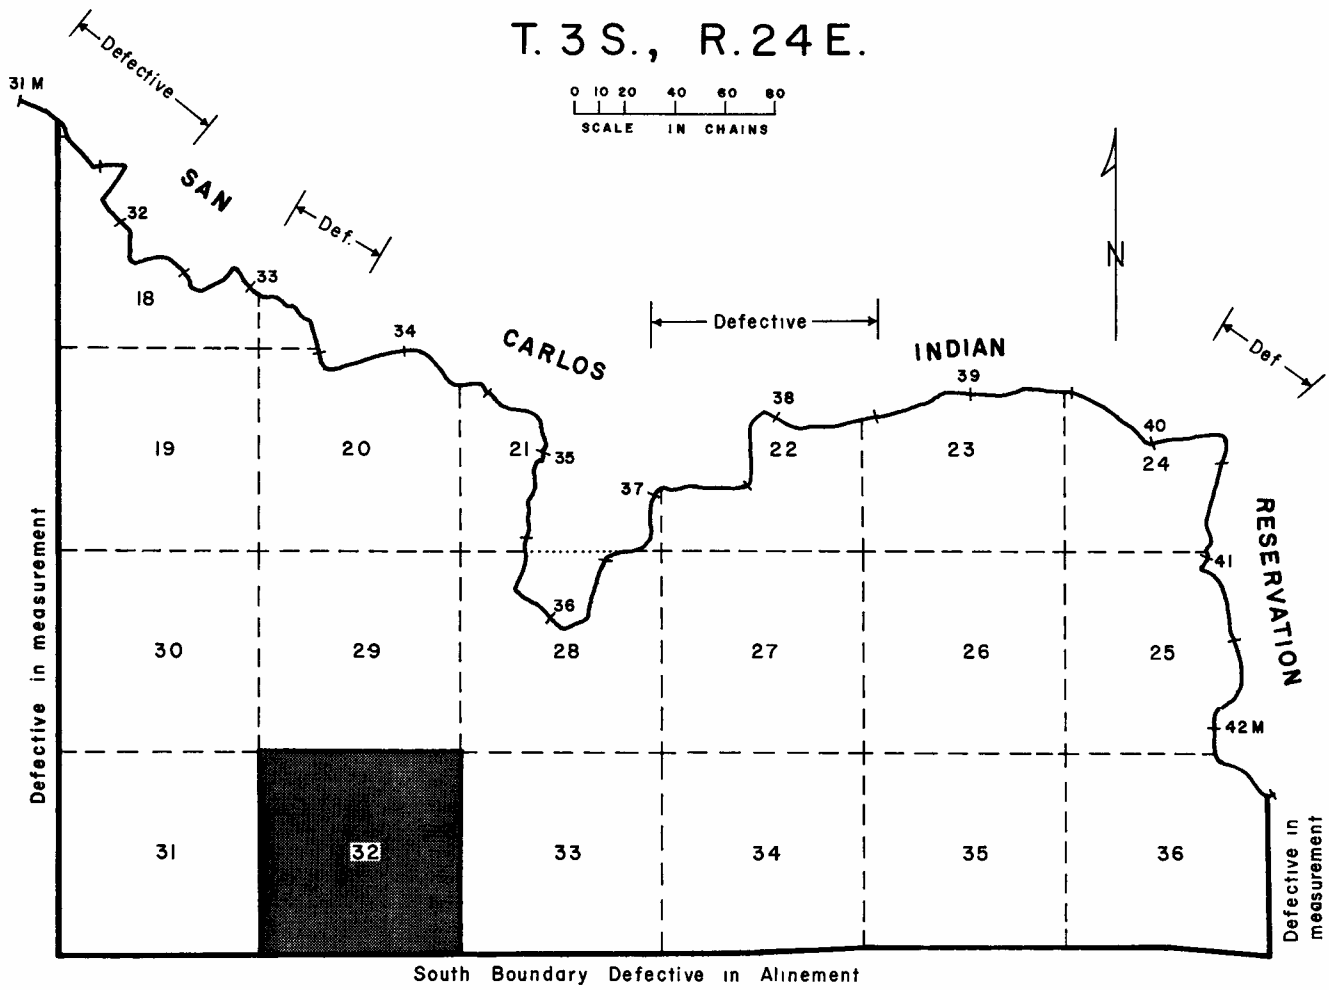 T. 3 S., R. 24 E.
0 10 20 40 60 80
SCALE IN CHAINS
Defective
31 M
SAN
32
Def.
33
18
N
34
CARLOS
Defective
INDIAN
Def
39
38
40
19
20
21
35
22
23
24
37
RESERVATION
41
36
30
29
28
27
26
25
42 M
Defective in measurement
31
32
33
34
35
36
Defective in
measurement
South Boundary Defective in Alinement